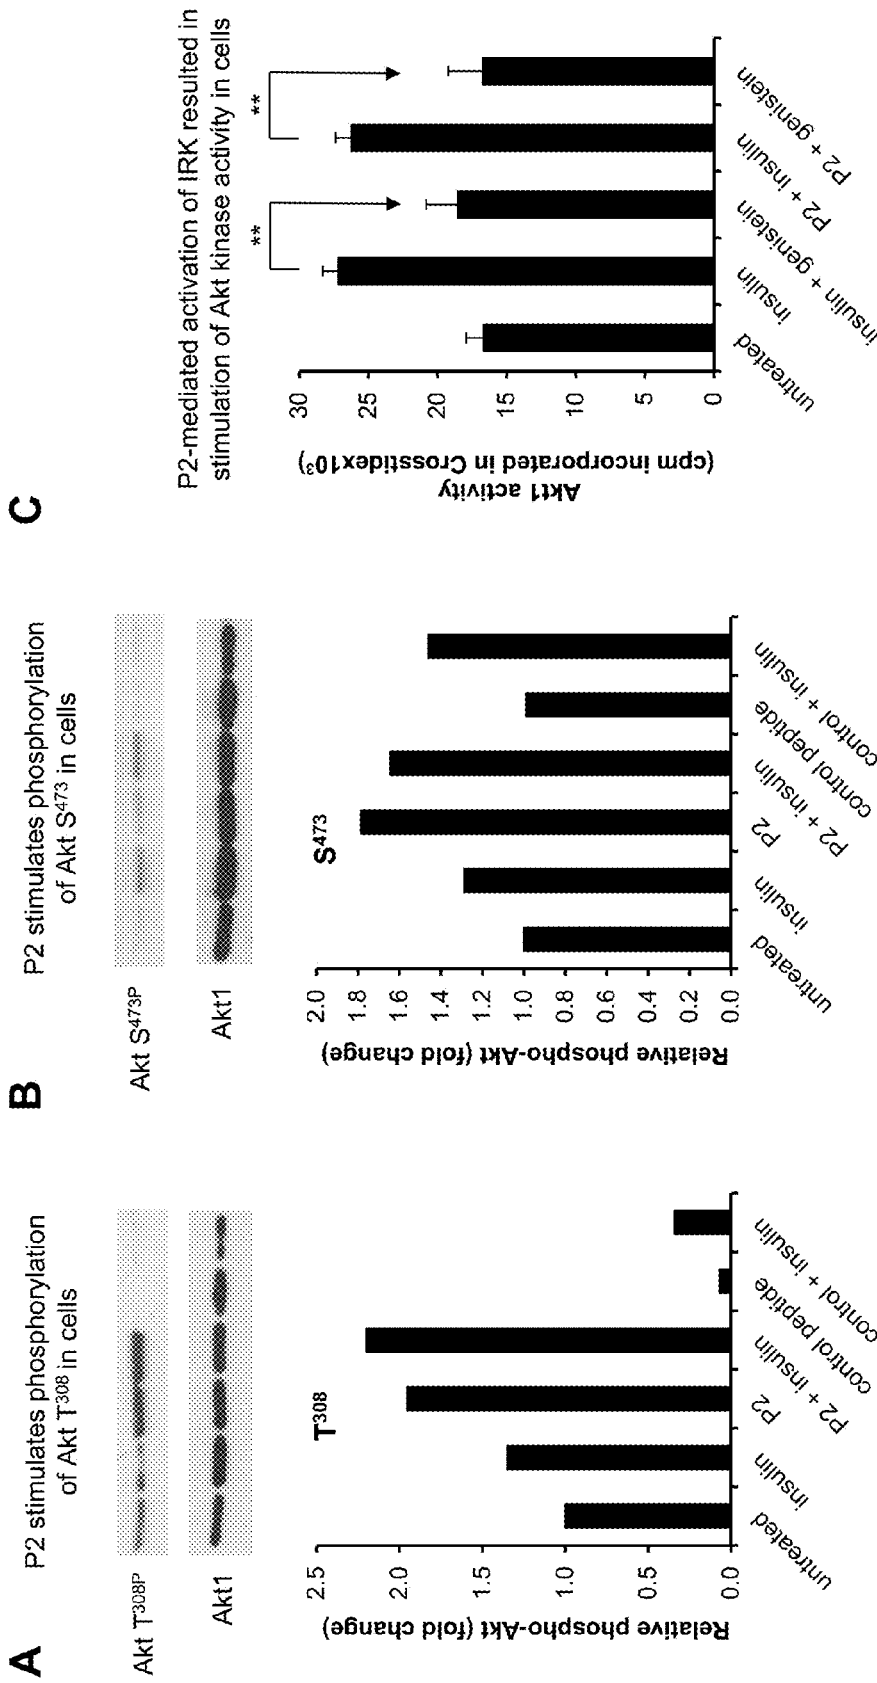 A
P2 stimulates phosphorylation
of Akt T³⁰⁸ in cells
Akt T³⁰⁸ᴾ
Akt1
T³⁰⁸
Relative phospho-Akt (fold change)
2.5
2.0
1.5
1.0
0.5
0.0
untreated
insulin
P2
P2 + insulin
control peptide
control + insulin
B
P2 stimulates phosphorylation
of Akt S⁴⁷³ in cells
Akt S⁴⁷³ᴾ
Akt1
S⁴⁷³
Relative phospho-Akt (fold change)
2.0
1.8
1.6
1.4
1.2
1.0
0.8
0.6
0.4
0.2
0.0
untreated
insulin
P2
P2 + insulin
control peptide
control + insulin
C
P2-mediated activation of IRK resulted in
stimulation of Akt kinase activity in cells
Akt1 activity
(cpm incorporated in Crosstidex10³)
30
25
20
15
10
5
0
**
**
untreated
insulin
insulin + genistein
P2 + insulin
P2 + genistein